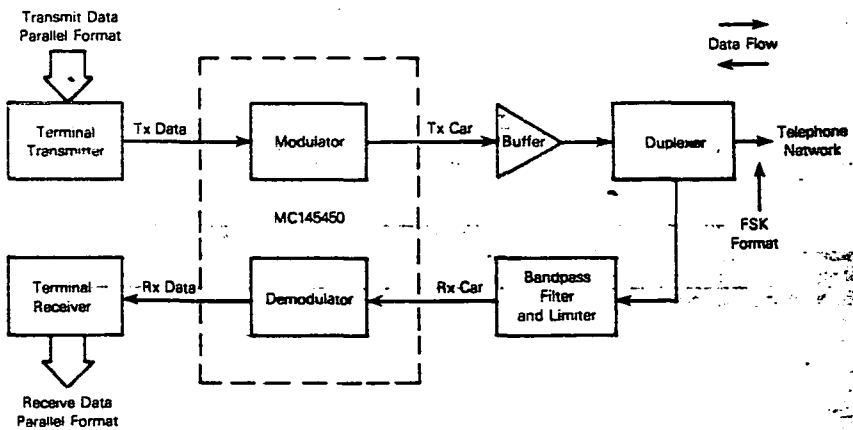 Transmit Data
Parallel Format
Data Flow
Terminal
Transmitter
Tx Data
Modulator
Tx Car
Buffer
Duplexer
Telephone
Network
MC145450
FSK
Format
Terminal
Receiver
Rx Data
Demodulator
Rx Car
Bandpass
Filter
and Limiter
Receive Data
Parallel Format